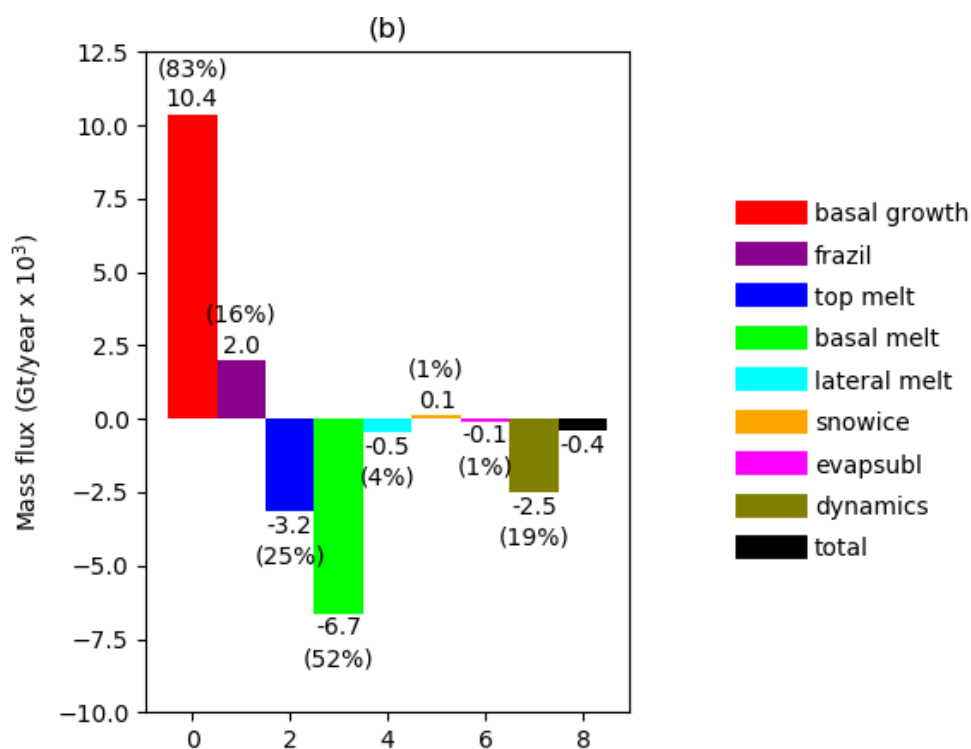 (b)
Mass flux (Gt/year x 10³)
12.5
10.0
7.5
5.0
2.5
0.0
−2.5
−5.0
−7.5
−10.0
(83%)
10.4
(16%)
2.0
-3.2
(25%)
-6.7
(52%)
-0.5
(4%)
(1%)
0.1
-0.1
(1%)
-2.5
(19%)
-0.4
0 2 4 6 8
basal growth
frazil
top melt
basal melt
lateral melt
snowice
evapsubl
dynamics
total